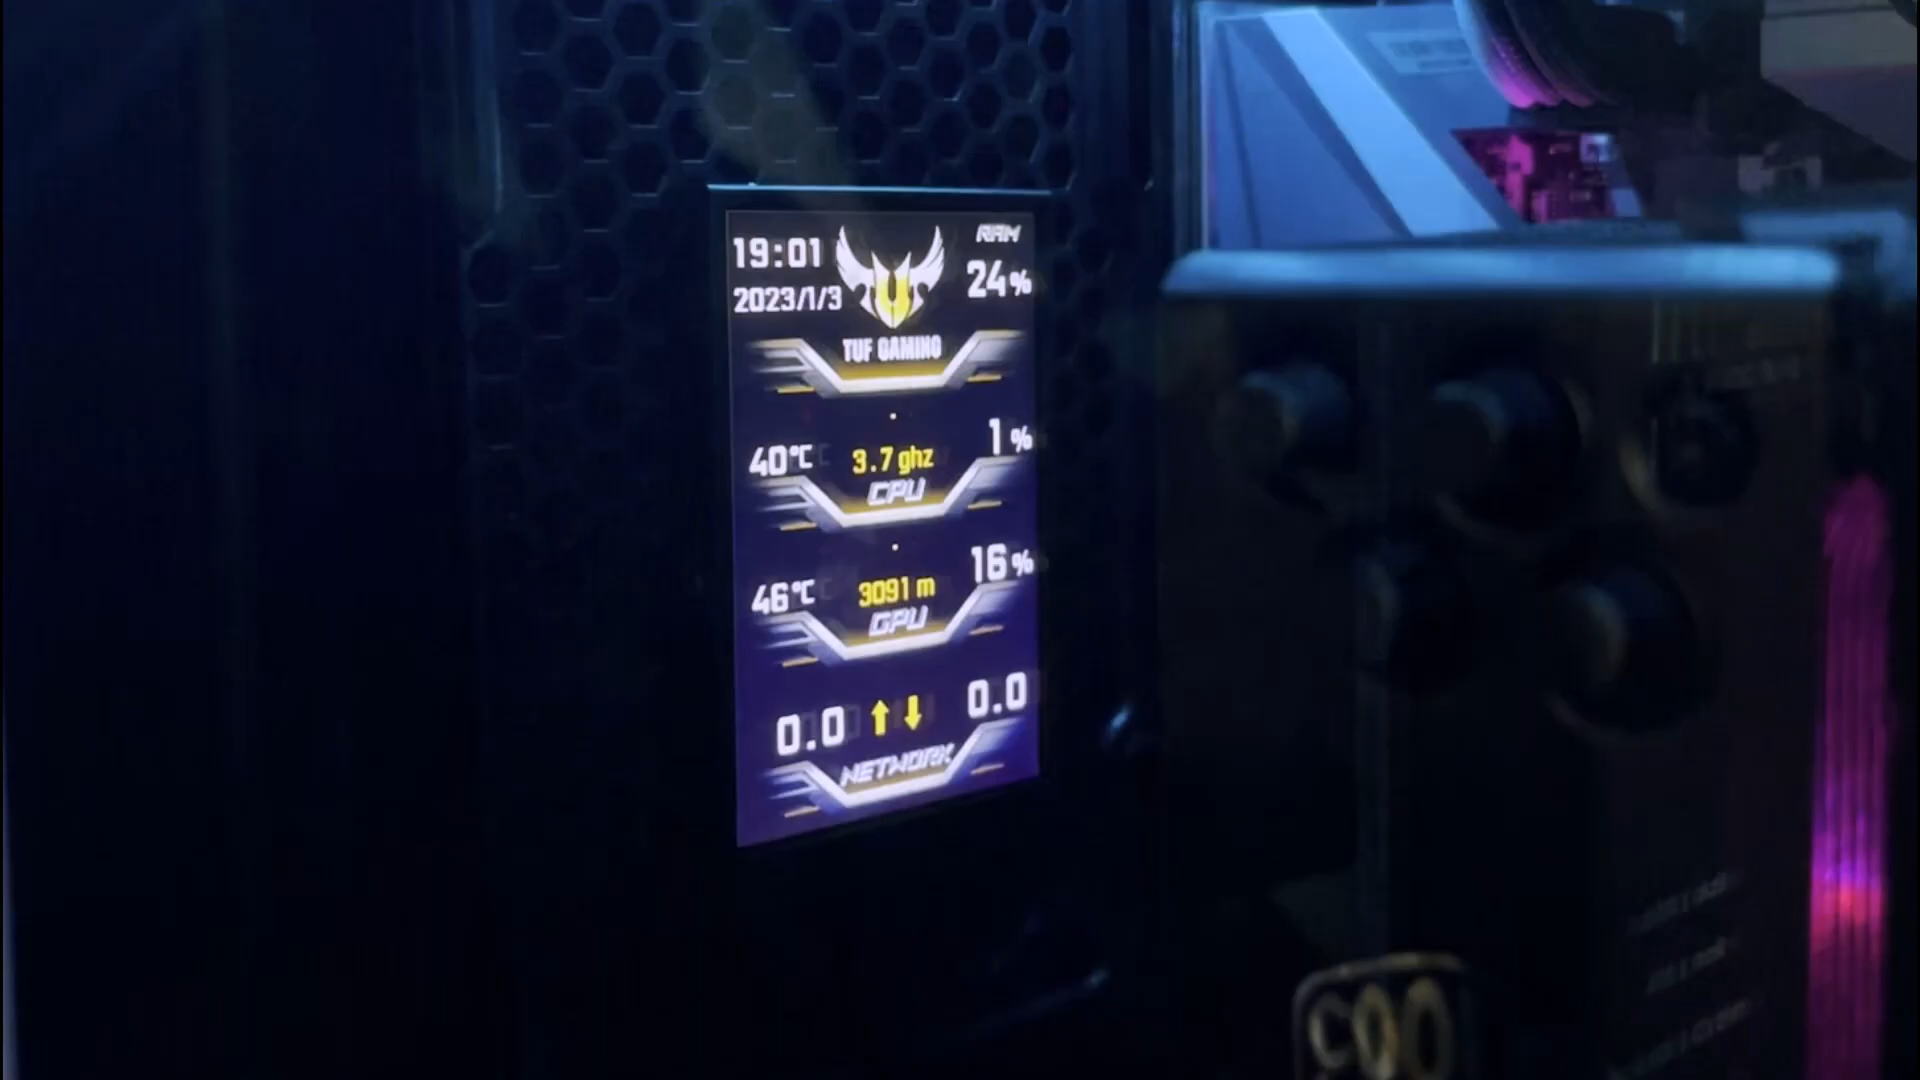 19:01
RAM
2023/1/3
24%
TUF GAMING
40°C
3.7 ghz
1%
CPU
46°C
3091 m
16%
GPU
0.0
0.0
NETWORK